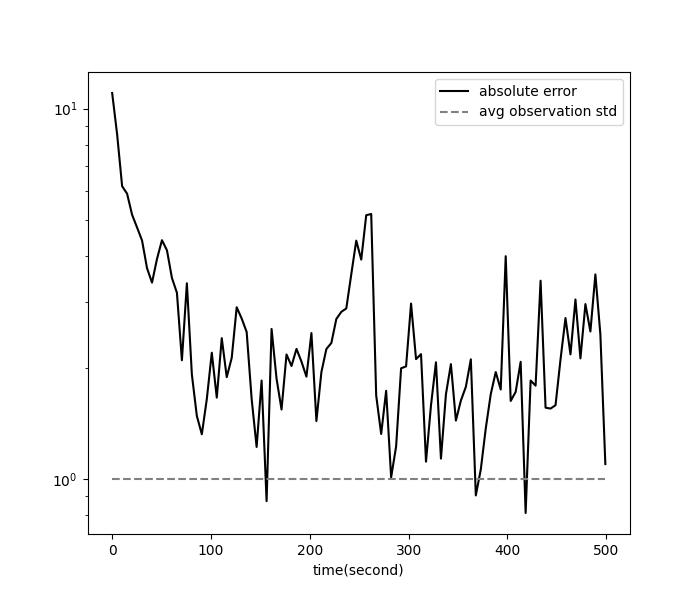 absolute error
avg observation std
10¹
10⁰
0 100 200 300 400 500
time(second)